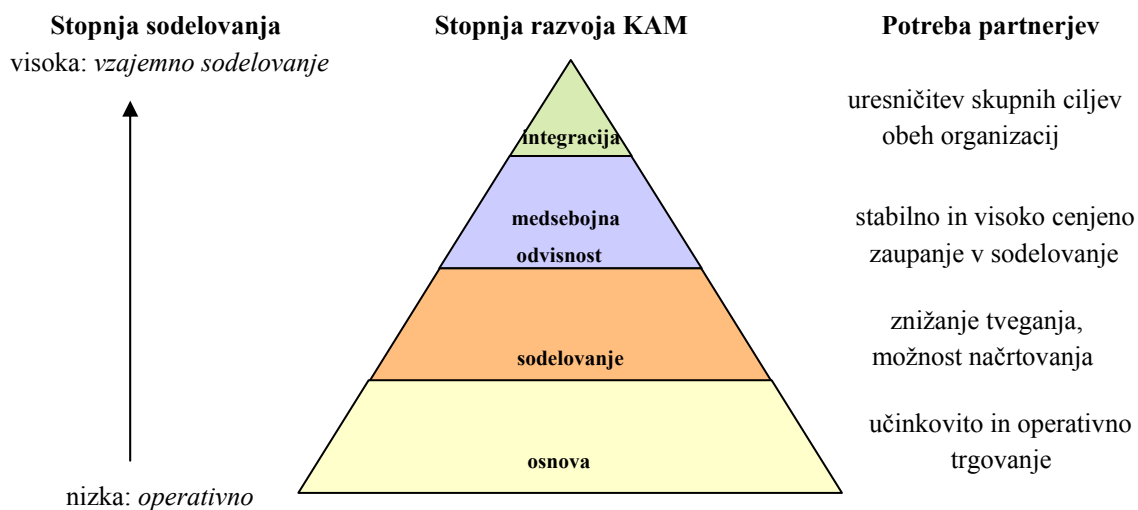 Stopnja sodelovanja
visoka: vzajemno sodelovanje
nizka: operativno
Stopnja razvoja KAM
integracija
medsebojna
odvisnost
sodelovanje
osnova
Potreba partnerjev
uresničitev skupnih ciljev
obeh organizacij
stabilno in visoko cenjeno
zaupanje v sodelovanje
znižanje tveganja,
možnost načrtovanja
učinkovito in operativno
trgovanje